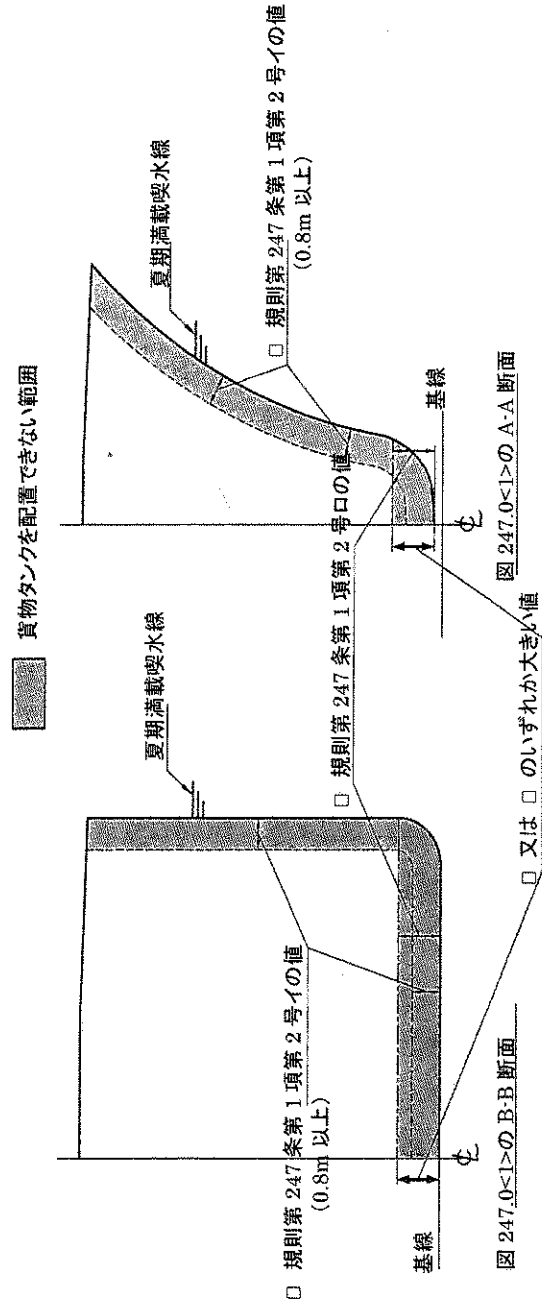 貨物タンクを配置できない範囲
夏期満載喫水線
□ 規則第 247 条第 1 項第 2 号イの値
(0.8m 以上)
基線
図 247.0<1>の B-B 断面
□ 規則第 247 条第 1 項第 2 号ロの値
□ 又は □ のいずれか大きい値
夏期満載喫水線
□ 規則第 247 条第 1 項第 2 号イの値
(0.8m 以上)
基線
図 247.0<1>の A-A 断面